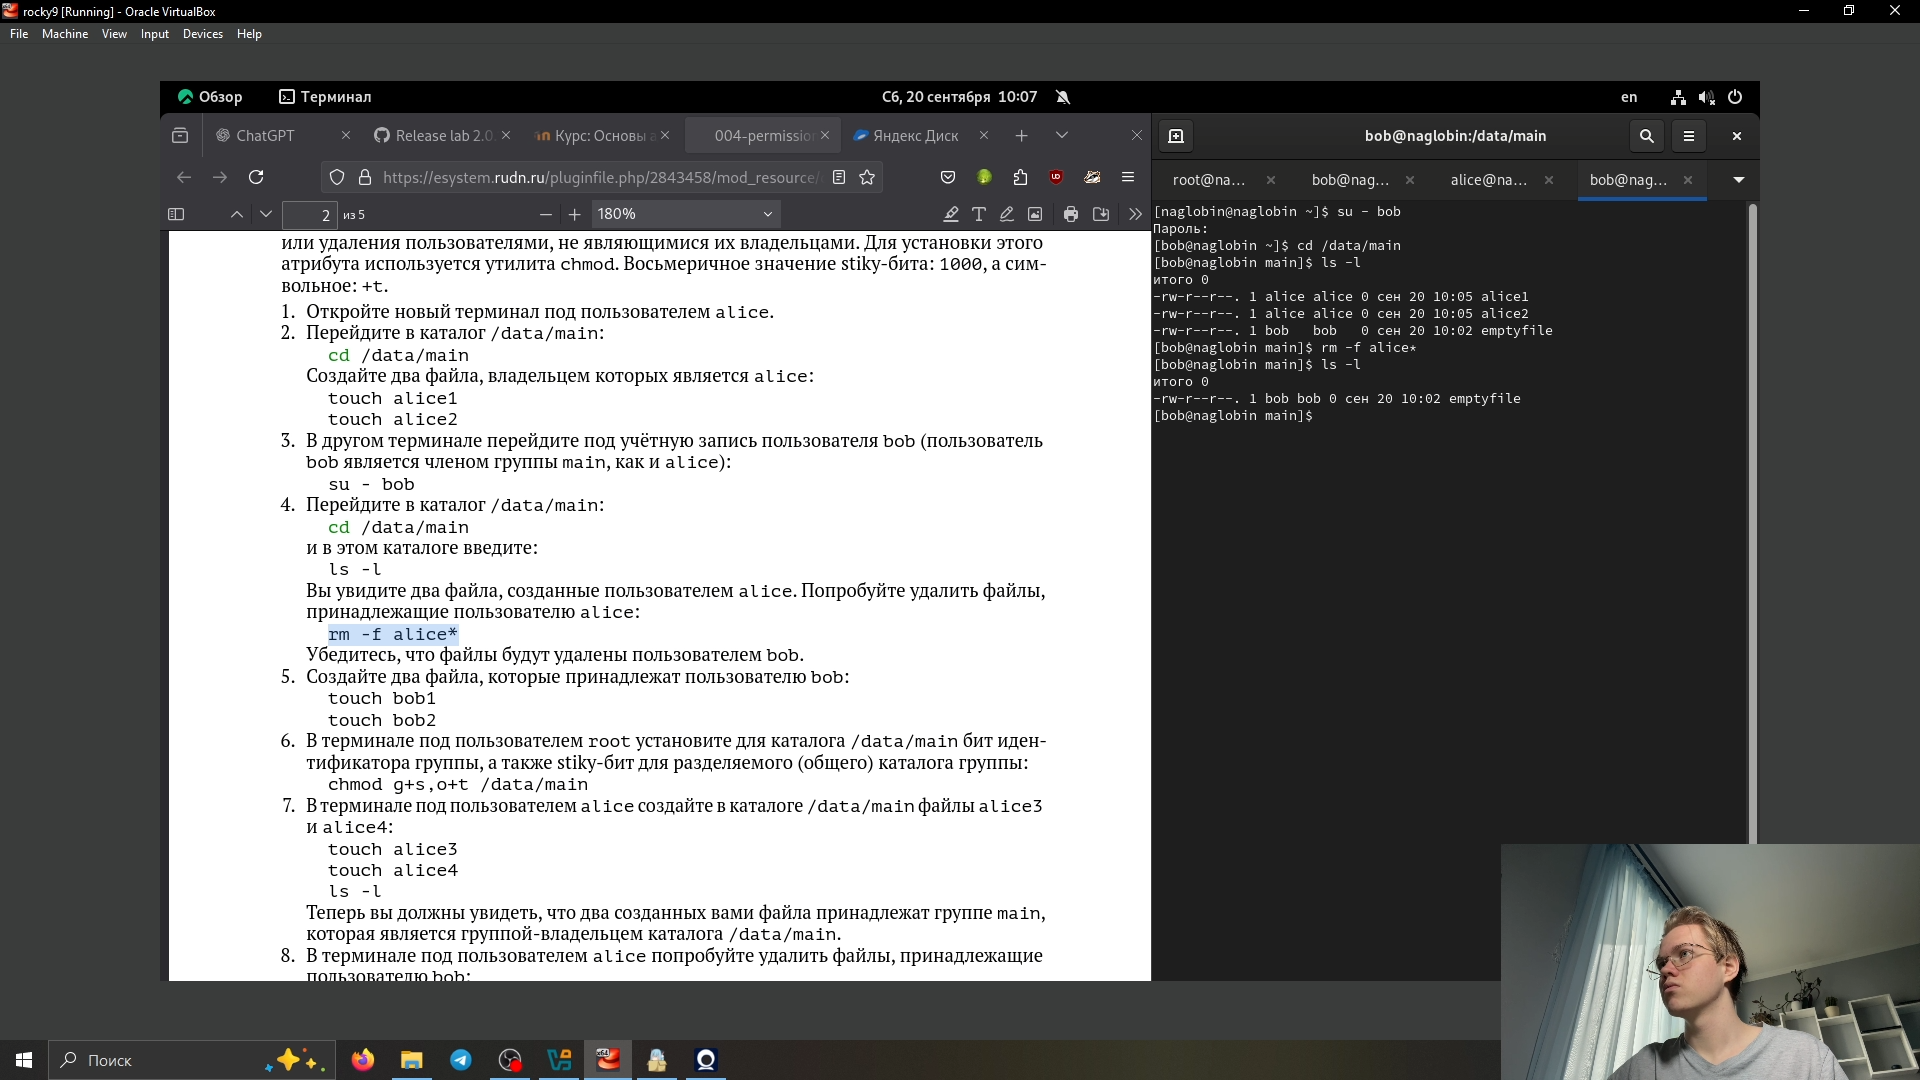 rocky9 [Running] - Oracle VirtualBox
File Machine View Input Devices Help
Обзор Терминал Сб, 20 сентября 10:07 en
ChatGPT Release lab 2.0. Курс: Основы а 004-permission Яндекс Диск
https://esystem.rudn.ru/pluginfile.php/2843458/mod_resource/
2 из 5 180%
или удаления пользователями, не являющимися их владельцами. Для установки этого
атрибута используется утилита chmod. Восьмеричное значение stiky-бита: 1000, а сим-
вольное: +t.
1. Откройте новый терминал под пользователем alice.
2. Перейдите в каталог /data/main:
cd /data/main
Создайте два файла, владельцем которых является alice:
touch alice1
touch alice2
3. В другом терминале перейдите под учётную запись пользователя bob (пользователь
bob является членом группы main, как и alice):
su - bob
4. Перейдите в каталог /data/main:
cd /data/main
и в этом каталоге введите:
ls -l
Вы увидите два файла, созданные пользователем alice. Попробуйте удалить файлы,
принадлежащие пользователю alice:
rm -f alice*
Убедитесь, что файлы будут удалены пользователем bob.
5. Создайте два файла, которые принадлежат пользователю bob:
touch bob1
touch bob2
6. В терминале под пользователем root установите для каталога /data/main бит иден-
тификатора группы, а также stiky-бит для разделяемого (общего) каталога группы:
chmod g+s,o+t /data/main
7. В терминале под пользователем alice создайте в каталоге /data/main файлы alice3
и alice4:
touch alice3
touch alice4
ls -l
Теперь вы должны увидеть, что два созданных вами файла принадлежат группе main,
которая является группой-владельцем каталога /data/main.
8. В терминале под пользователем alice попробуйте удалить файлы, принадлежащие
пользователю bob:
bob@naglobin:/data/main
root@na... bob@nag... alice@na... bob@nag...
[naglobin@naglobin ~]$ su - bob
Пароль:
[bob@naglobin ~]$ cd /data/main
[bob@naglobin main]$ ls -l
итого 0
-rw-r--r--. 1 alice alice 0 сен 20 10:05 alice1
-rw-r--r--. 1 alice alice 0 сен 20 10:05 alice2
-rw-r--r--. 1 bob   bob   0 сен 20 10:02 emptyfile
[bob@naglobin main]$ rm -f alice*
[bob@naglobin main]$ ls -l
итого 0
-rw-r--r--. 1 bob bob 0 сен 20 10:02 emptyfile
[bob@naglobin main]$
Поиск